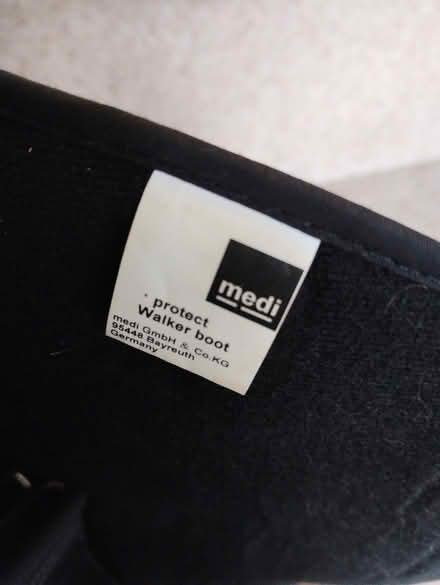 medi
protect
Walker boot
medi GmbH & Co.KG
95448 Bayreuth
Germany